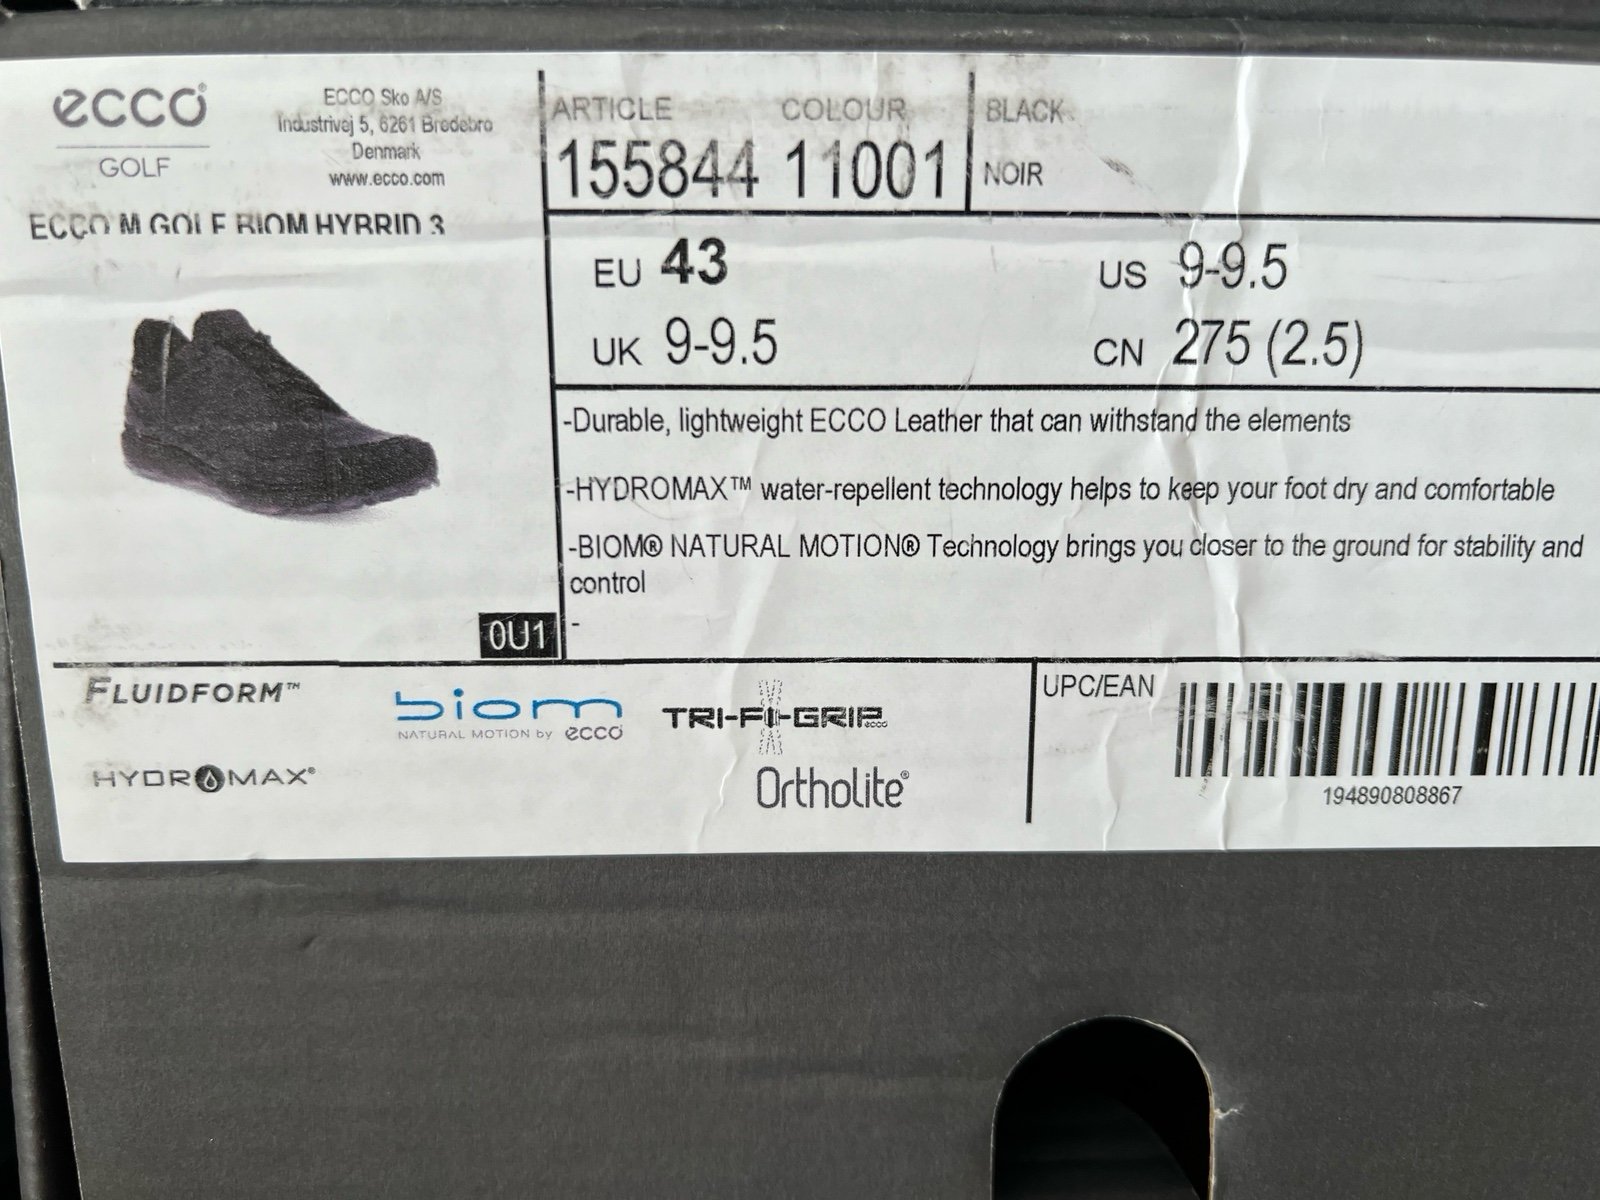 ecco®
GOLF
ECCO Sko A/S
Industrivej 5, 6261 Bredebro
Denmark
www.ecco.com
ECCO M GOLF BIOM HYBRID 3
ARTICLE COLOUR
155844 11001
BLACK
NOIR
EU 43 US 9-9.5
UK 9-9.5 CN 275 (2.5)
-Durable, lightweight ECCO Leather that can withstand the elements
-HYDROMAX™ water-repellent technology helps to keep your foot dry and comfortable
-BIOM® NATURAL MOTION® Technology brings you closer to the ground for stability and
control
-
0U1
FLUIDFORM™
biom
NATURAL MOTION by ecco
TRI-FI-GRIP ecco
HYDROMAX®
Ortholite®
UPC/EAN
194890808867